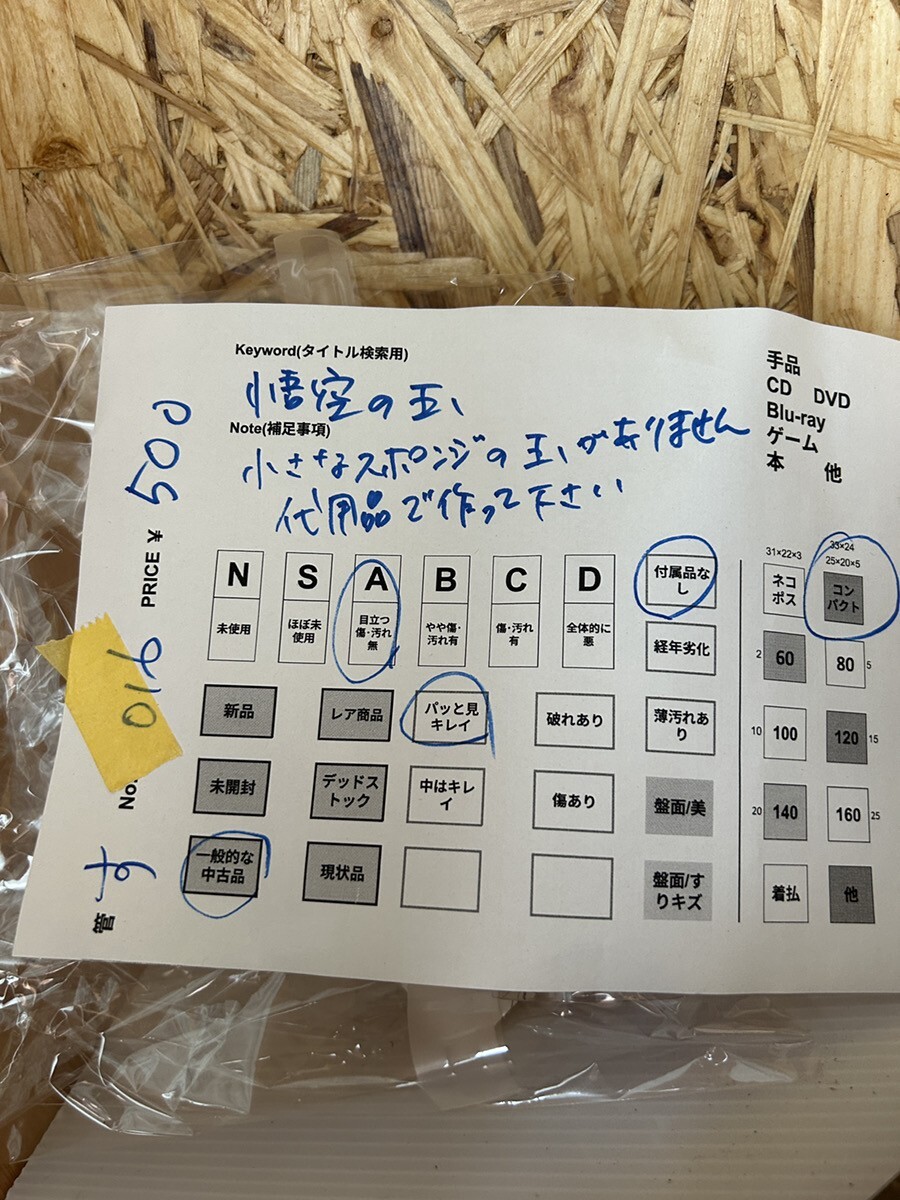 Keyword(タイトル検索用)
悟空の玉
Note(補足事項)
小さなスポンジの玉がありません
代用品で作って下さい
手品
CD DVD
Blu-ray
ゲーム
本 他
PRICE ¥ 500
No. 016
管 す
N 未使用
S ほぼ未使用
A 目立つ傷・汚れ無
B やや傷・汚れ有
C 傷・汚れ有
D 全体的に悪
付属品なし
経年劣化
新品
レア商品
パッと見キレイ
破れあり
薄汚れあり
未開封
デッドストック
中はキレイ
傷あり
盤面/美
一般的な中古品
現状品
盤面/すりキズ
31×22×3
ネコポス
33×24
25×20×5
コンパクト
2 60
80 5
10 100
120 15
20 140
160 25
着払
他